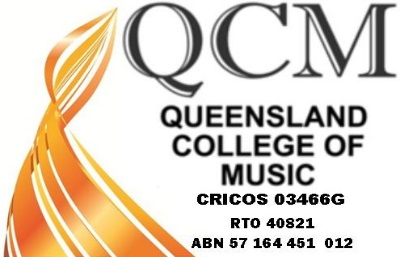 QCM
QUEENSLAND
COLLEGE OF
MUSIC
CRICOS 03466G
RTO 40821
ABN 57 164 451 012